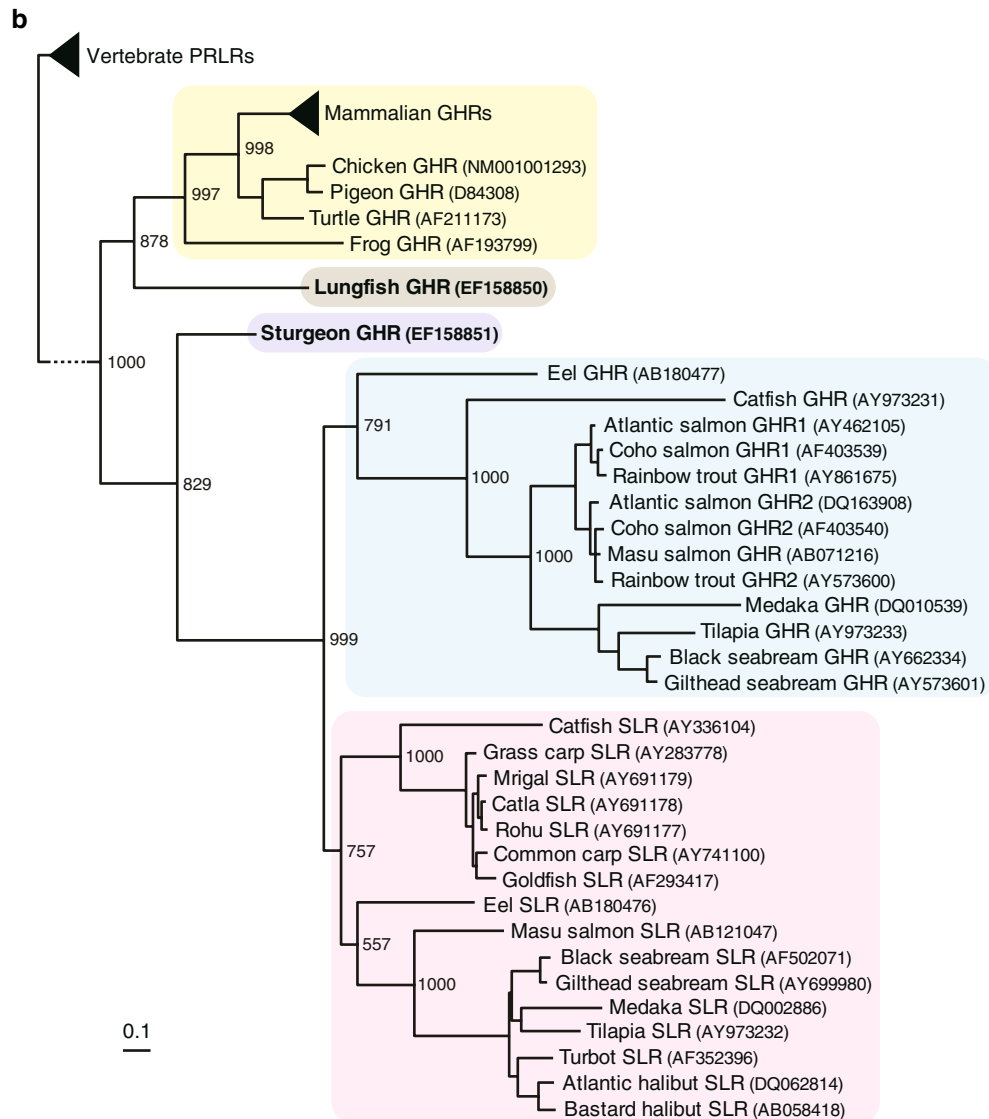 b
Vertebrate PRLRs
Mammalian GHRs
998
Chicken GHR (NM001001293)
Pigeon GHR (D84308)
997
Turtle GHR (AF211173)
Frog GHR (AF193799)
878
Lungfish GHR (EF158850)
Sturgeon GHR (EF158851)
1000
Eel GHR (AB180477)
Catfish GHR (AY973231)
791
Atlantic salmon GHR1 (AY462105)
Coho salmon GHR1 (AF403539)
1000
Rainbow trout GHR1 (AY861675)
829
Atlantic salmon GHR2 (DQ163908)
Coho salmon GHR2 (AF403540)
1000
Masu salmon GHR (AB071216)
Rainbow trout GHR2 (AY573600)
Medaka GHR (DQ010539)
Tilapia GHR (AY973233)
999
Black seabream GHR (AY662334)
Gilthead seabream GHR (AY573601)
Catfish SLR (AY336104)
1000
Grass carp SLR (AY283778)
Mrigal SLR (AY691179)
Catla SLR (AY691178)
Rohu SLR (AY691177)
757
Common carp SLR (AY741100)
Goldfish SLR (AF293417)
Eel SLR (AB180476)
557
Masu salmon SLR (AB121047)
Black seabream SLR (AF502071)
1000
Gilthead seabream SLR (AY699980)
Medaka SLR (DQ002886)
0.1
Tilapia SLR (AY973232)
Turbot SLR (AF352396)
Atlantic halibut SLR (DQ062814)
Bastard halibut SLR (AB058418)